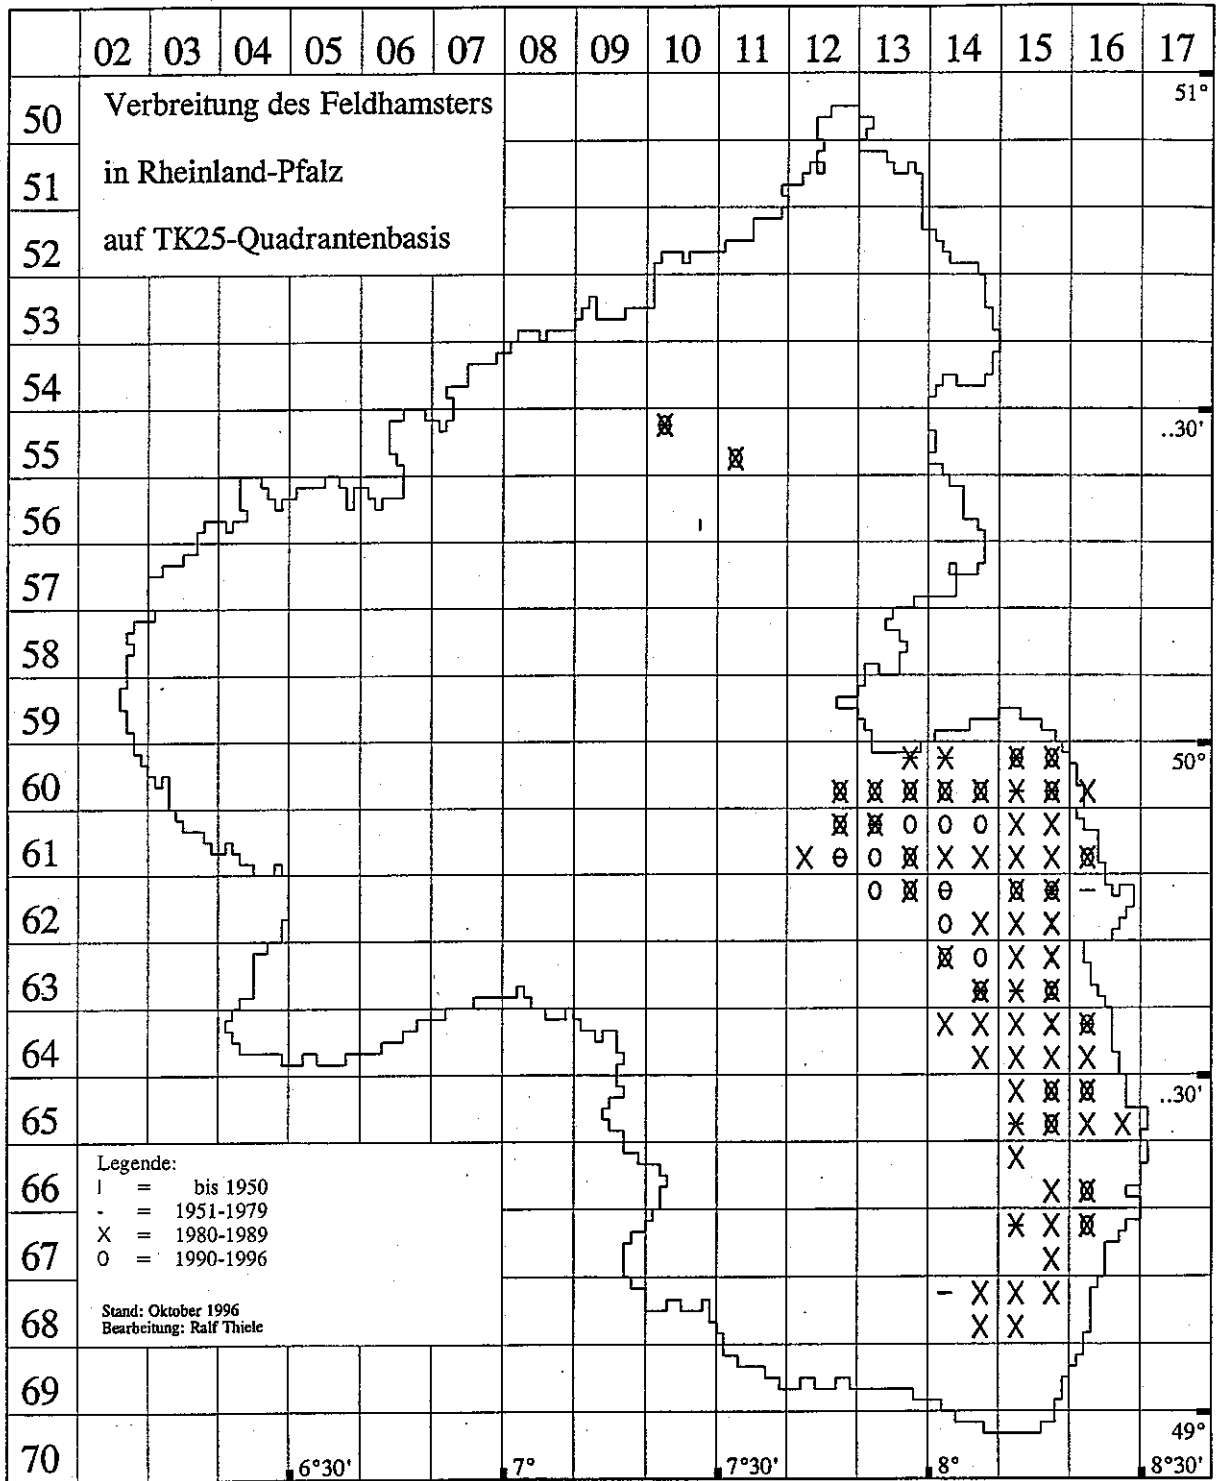 02 03 04 05 06 07 08 09 10 11 12 13 14 15 16 17
51°
50
Verbreitung des Feldhamsters
in Rheinland-Pfalz
51
auf TK25-Quadrantenbasis
52
53
54
..30'
55
56
57
58
59
50°
60
61
62
63
64
..30'
65
Legende:
I = bis 1950
- = 1951-1979
X = 1980-1989
O = 1990-1996
66
67
Stand: Oktober 1996
Bearbeitung: Ralf Thiele
68
69
49°
70
6°30' 7° 7°30' 8° 8°30'